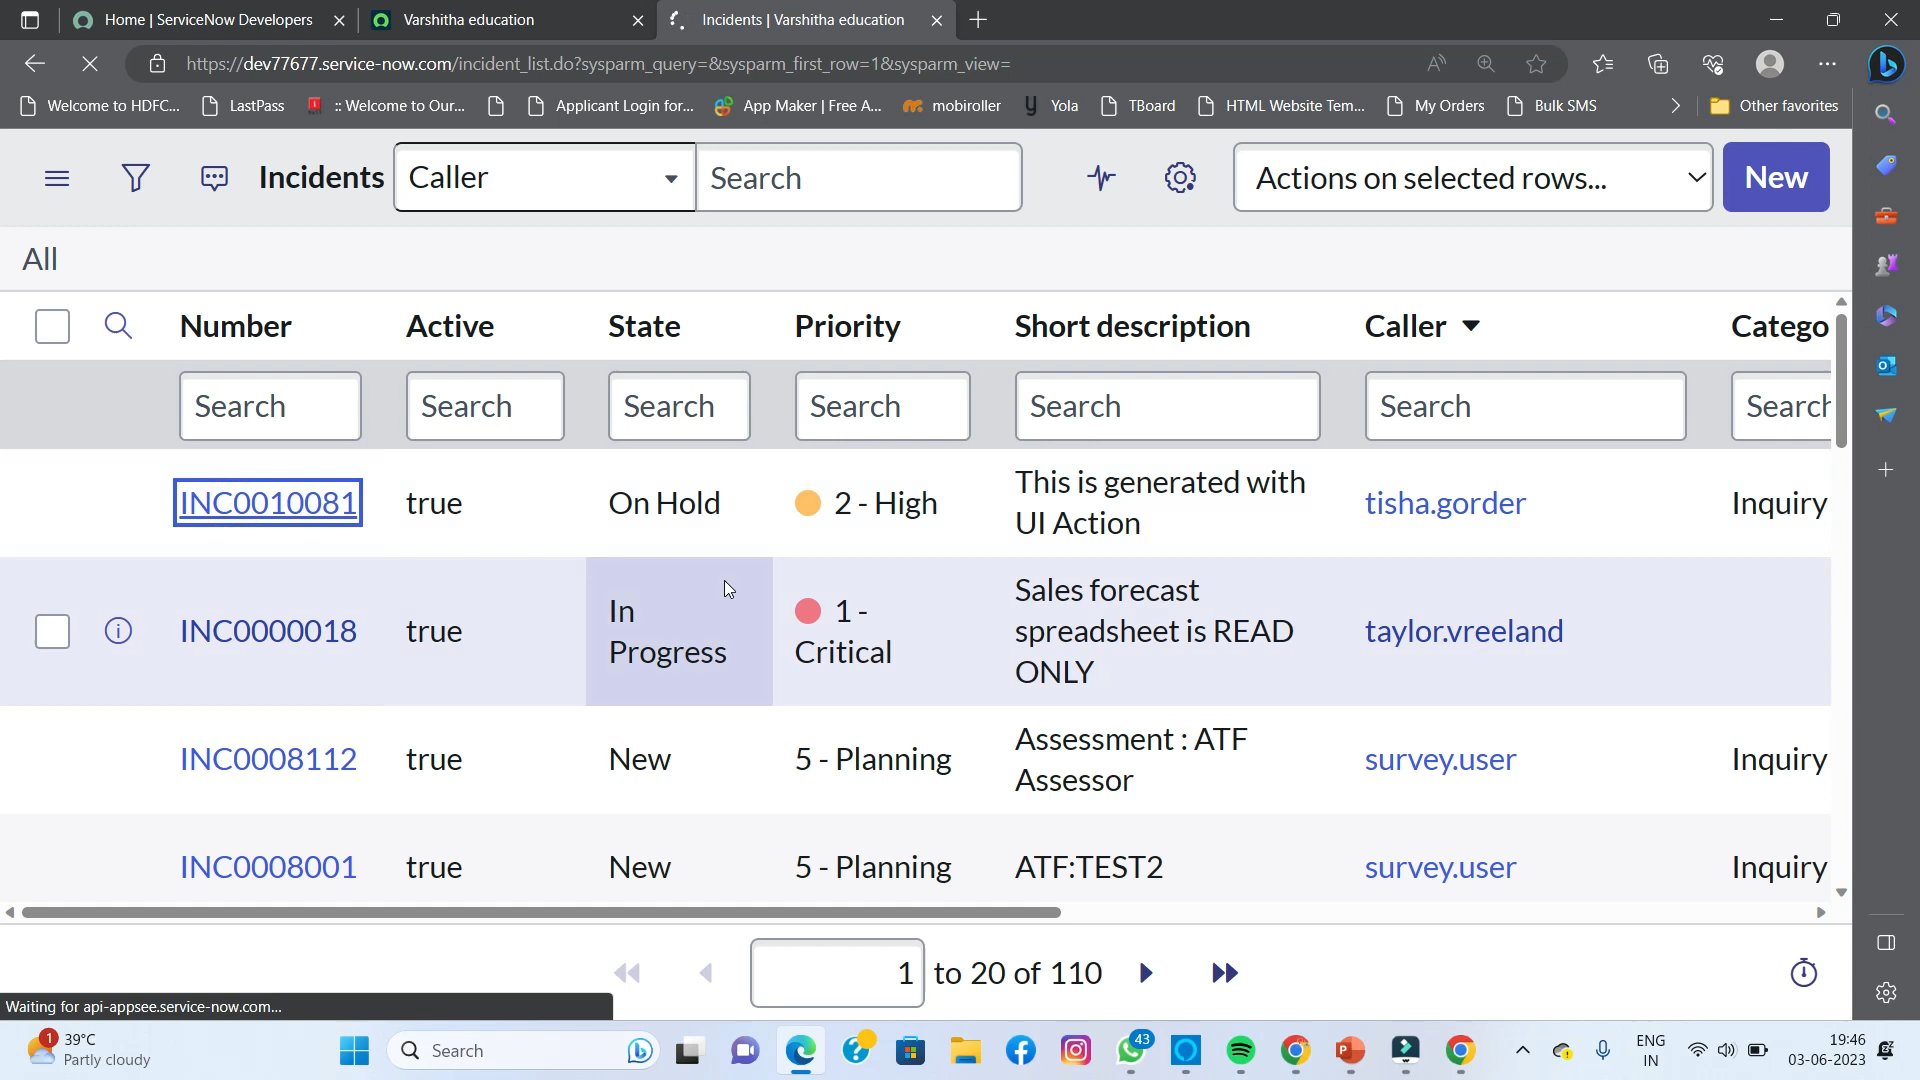 Home | ServiceNow Developers
Varshitha education
Incidents | Varshitha education
https://dev77677.service-now.com/incident_list.do?sysparm_query=&sysparm_first_row=1&sysparm_view=
Welcome to HDFC...
LastPass
:: Welcome to Our...
Applicant Login for...
App Maker | Free A...
mobiroller
Yola
TBoard
HTML Website Tem...
My Orders
Bulk SMS
Other favorites
Incidents
Caller
Search
Actions on selected rows...
New
All
Number Active State Priority Short description Caller Catego
Search Search Search Search Search Search Search
INC0010081 true On Hold 2 - High This is generated with UI Action tisha.gorder Inquiry
INC0000018 true In Progress 1 - Critical Sales forecast spreadsheet is READ ONLY taylor.vreeland
INC0008112 true New 5 - Planning Assessment : ATF Assessor survey.user Inquiry
INC0008001 true New 5 - Planning ATF:TEST2 survey.user Inquiry
1 to 20 of 110
Waiting for api-appsee.service-now.com...
1
39°C
Partly cloudy
Search
43
ENG
IN
19:46
03-06-2023